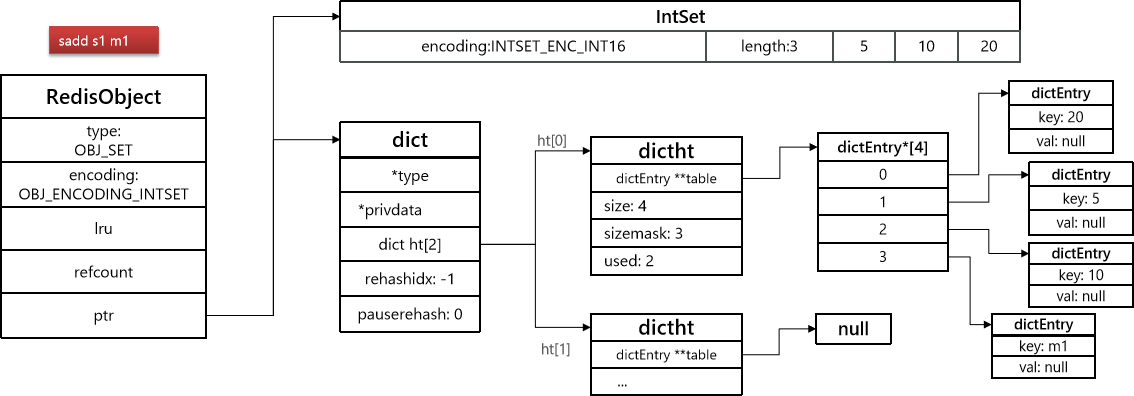 sadd s1 m1
RedisObject
type:
OBJ_SET
encoding:
OBJ_ENCODING_INTSET
lru
refcount
ptr
IntSet
encoding:INTSET_ENC_INT16
length:3
5
10
20
dict
*type
*privdata
dict ht[2]
rehashidx: -1
pauserehash: 0
ht[0]
dictht
dictEntry **table
size: 4
sizemask: 3
used: 2
ht[1]
dictht
dictEntry **table
...
dictEntry*[4]
0
1
2
3
null
dictEntry
key: 20
val: null
dictEntry
key: 5
val: null
dictEntry
key: 10
val: null
dictEntry
key: m1
val: null